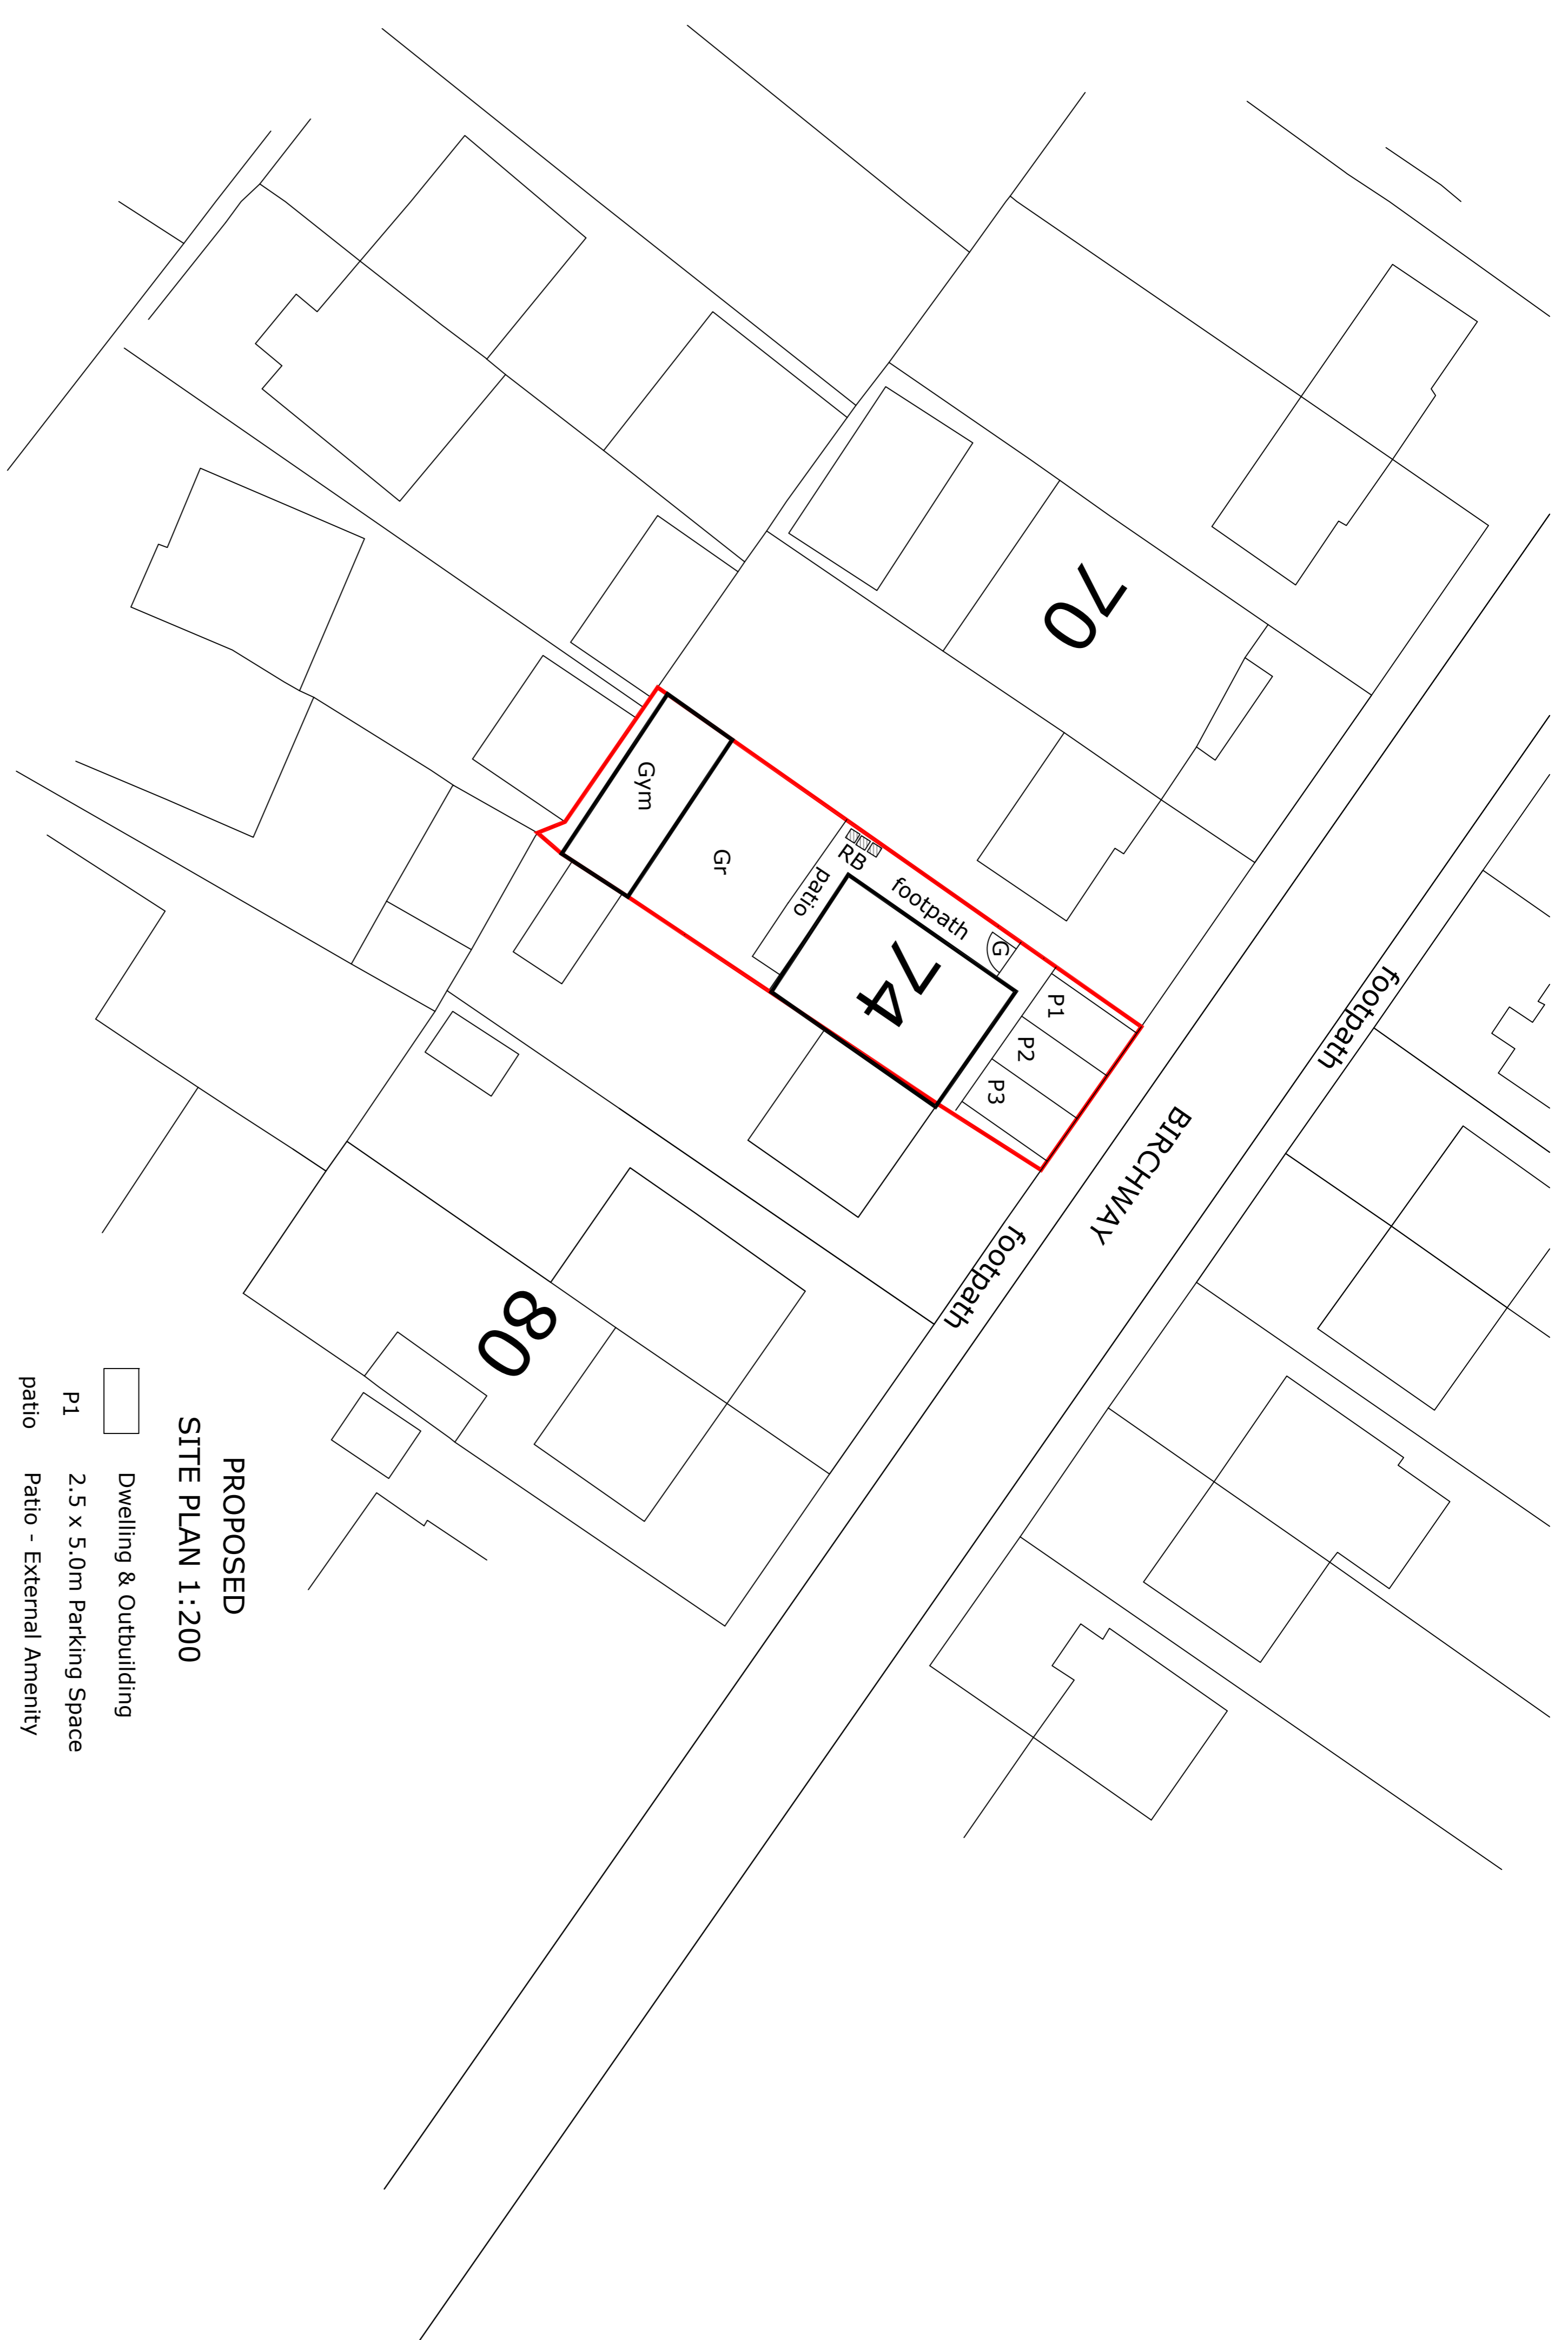 70
Gym
Gr
RB
patio
footpath
G
74
P1
P2
P3
footpath
BIRCHWAY
footpath
80
PROPOSED
SITE PLAN 1:200
Dwelling & Outbuilding
P1 2.5 x 5.0m Parking Space
patio Patio - External Amenity